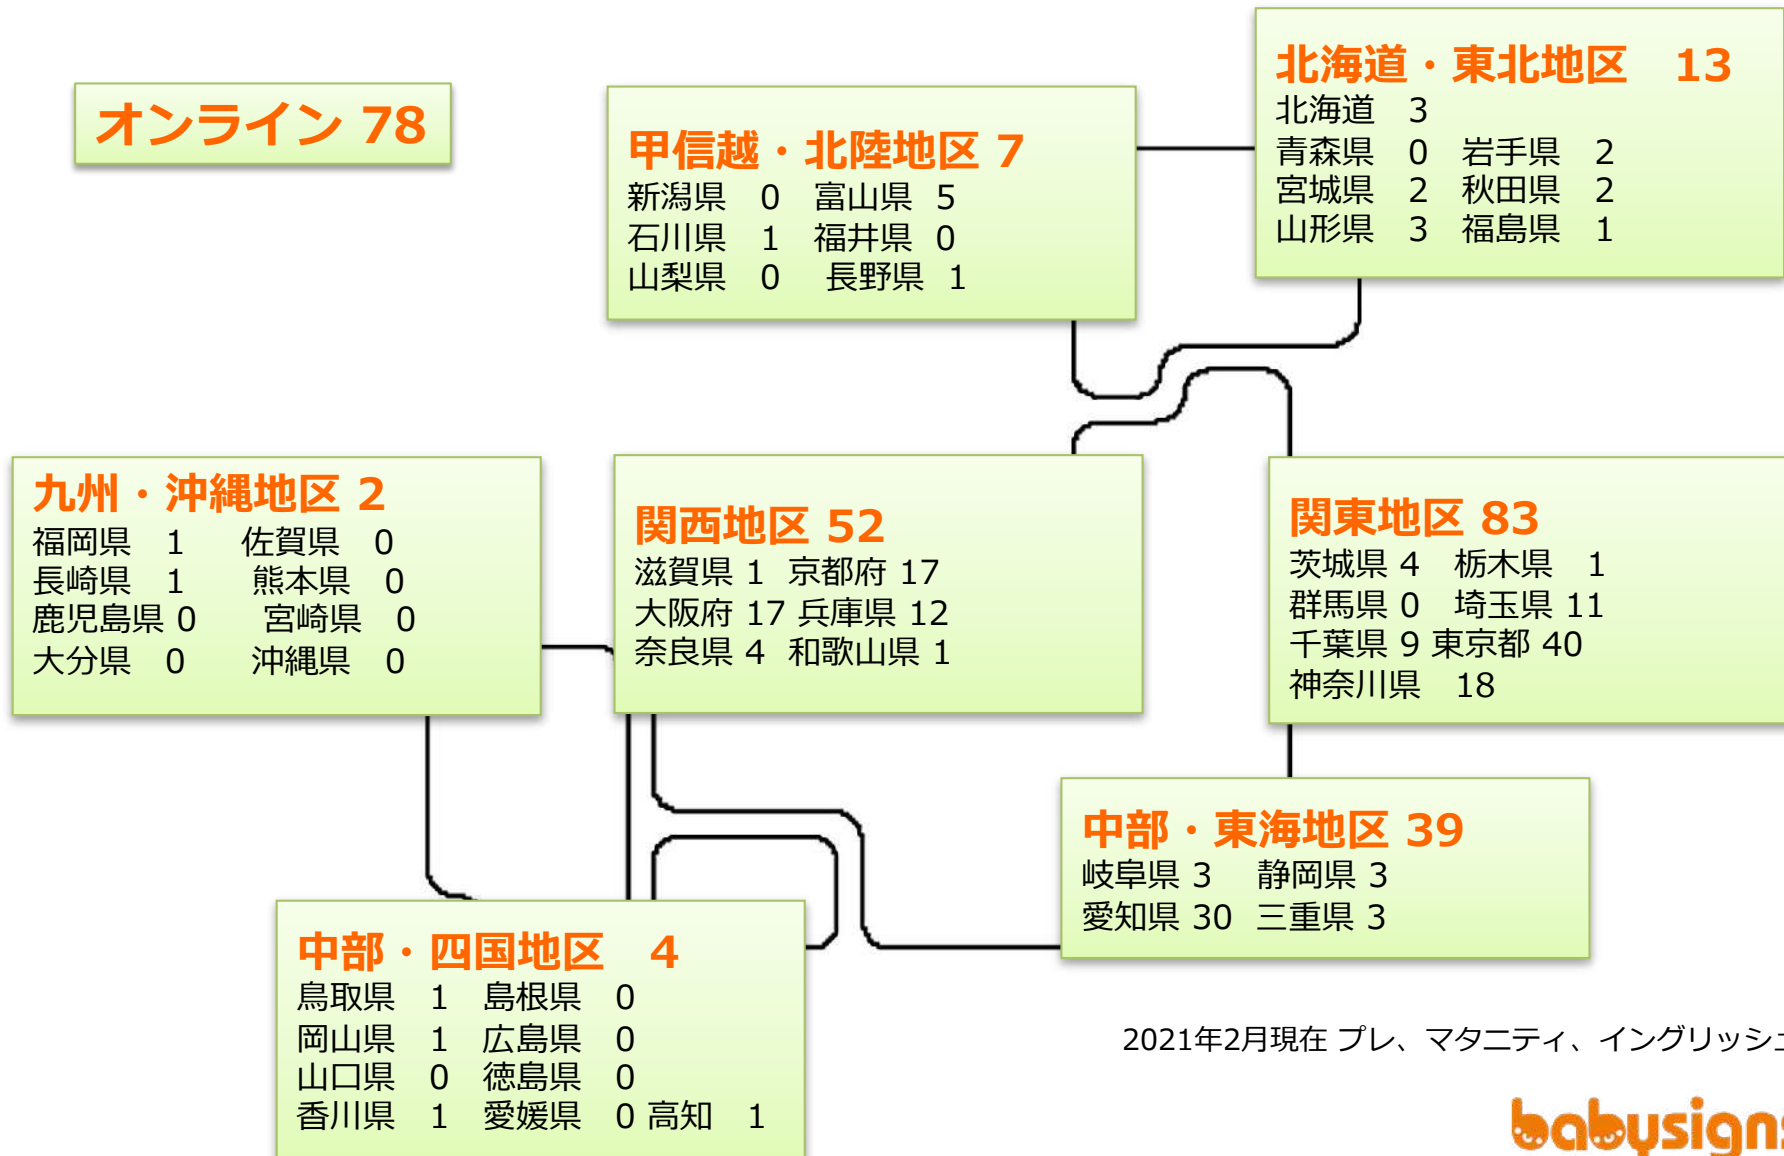 オンライン 78
北海道・東北地区　13
北海道　3
青森県　0　岩手県　2
宮城県　2　秋田県　2
山形県　3　福島県　1
甲信越・北陸地区 7
新潟県　0　富山県 5
石川県　1　福井県 0
山梨県　0　長野県 1
九州・沖縄地区 2
福岡県　1　佐賀県　0
長崎県　1　熊本県　0
鹿児島県 0　宮崎県　0
大分県　0　沖縄県　0
関西地区 52
滋賀県 1 京都府 17
大阪府 17 兵庫県 12
奈良県 4 和歌山県 1
関東地区 83
茨城県 4　栃木県　1
群馬県 0　埼玉県 11
千葉県 9 東京都 40
神奈川県　18
中部・東海地区 39
岐阜県 3　静岡県 3
愛知県 30 三重県 3
中部・四国地区　4
鳥取県　1　島根県　0
岡山県　1　広島県　0
山口県　0　徳島県　0
香川県　1　愛媛県　0 高知　1
2021年2月現在 プレ、マタニティ、イングリッシュ
babysigns